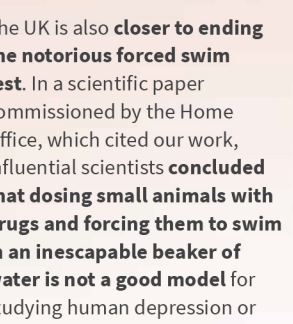 he UK is also closer to ending
he notorious forced swim
est. In a scientific paper
ommissioned by the Home
ffice, which cited our work,
nfluential scientists concluded
hat dosing small animals with
rugs and forcing them to swim
n an inescapable beaker of
water is not a good model for
tudying human depression or